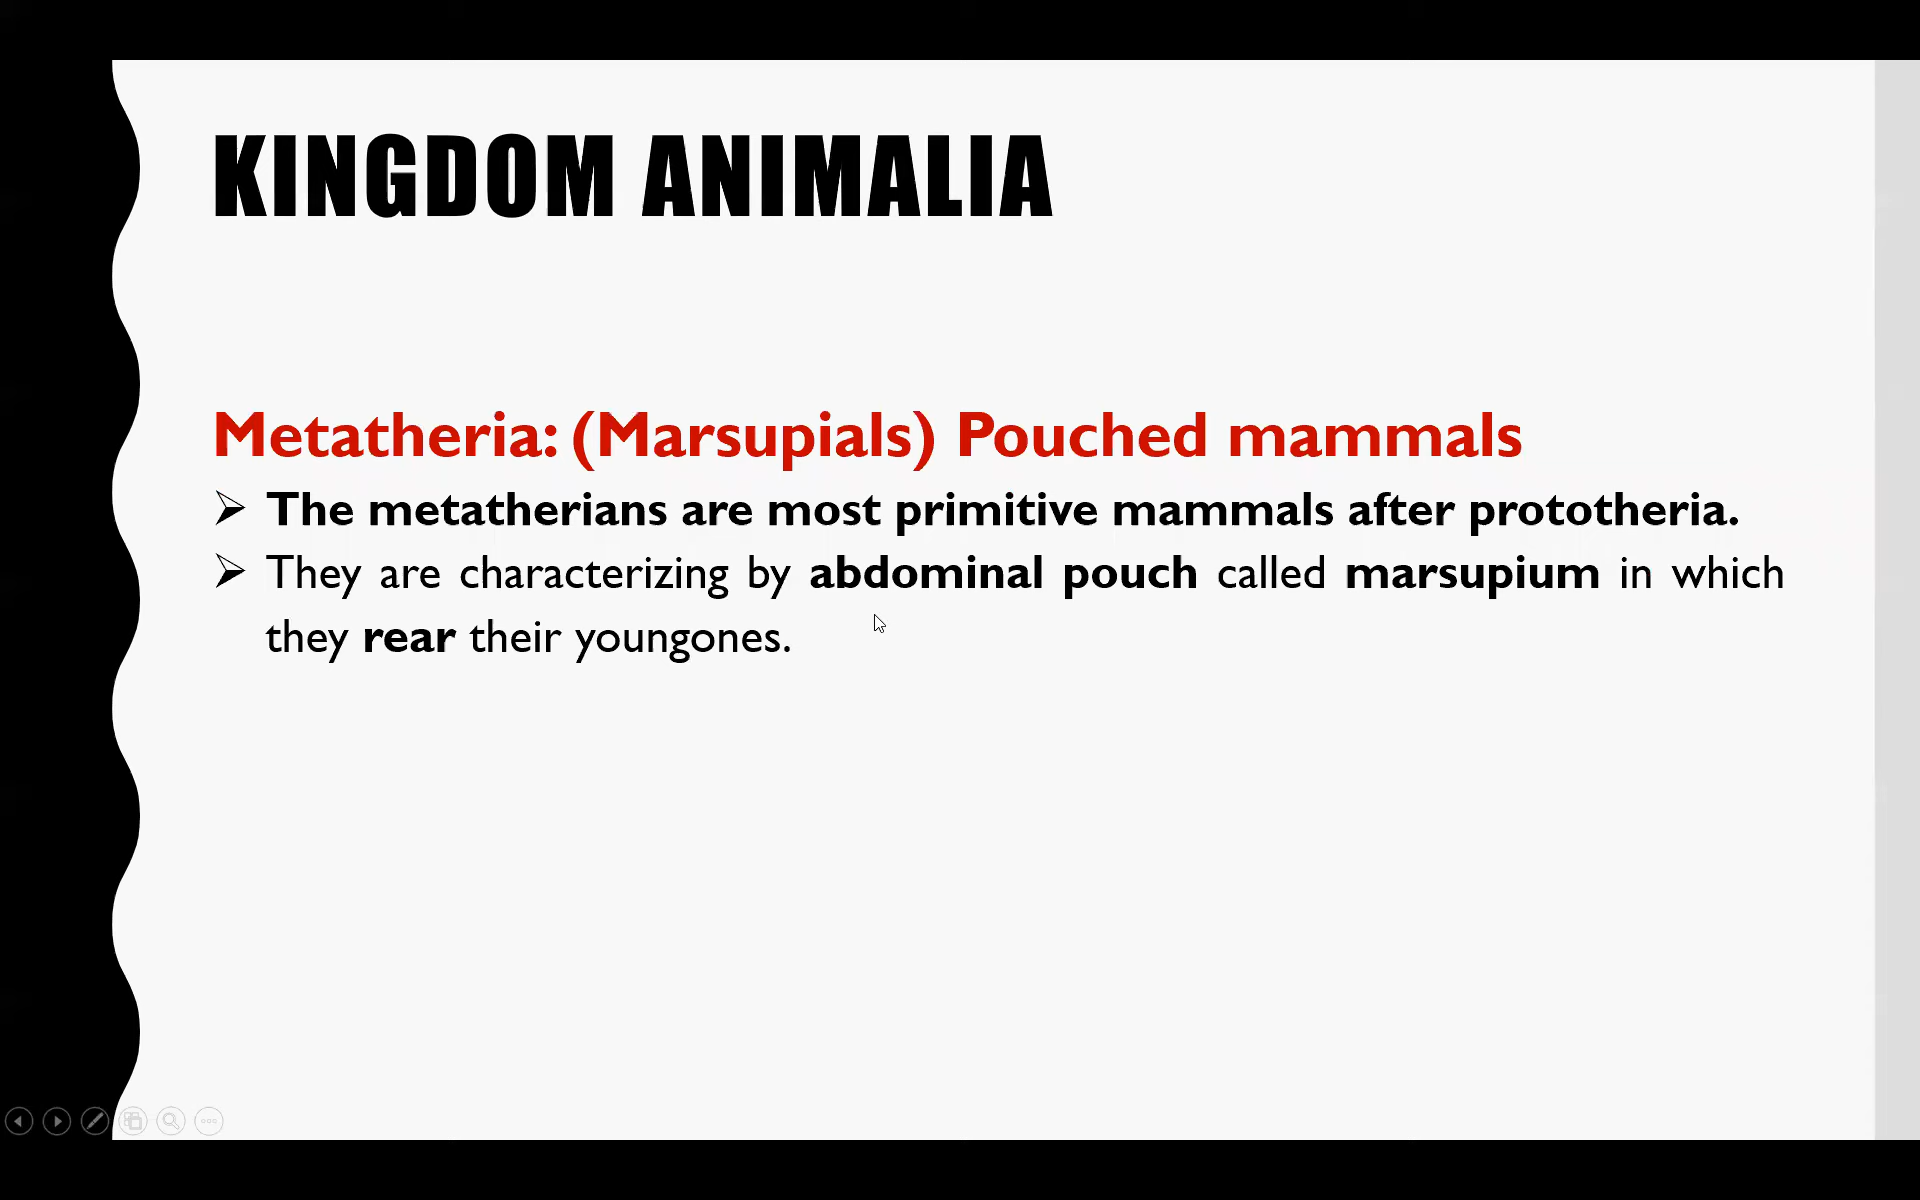 KINGDOM ANIMALIA
Metatheria: (Marsupials) Pouched mammals
➢ The metatherians are most primitive mammals after prototheria.
➢ They are characterizing by abdominal pouch called marsupium in which
they rear their youngones.